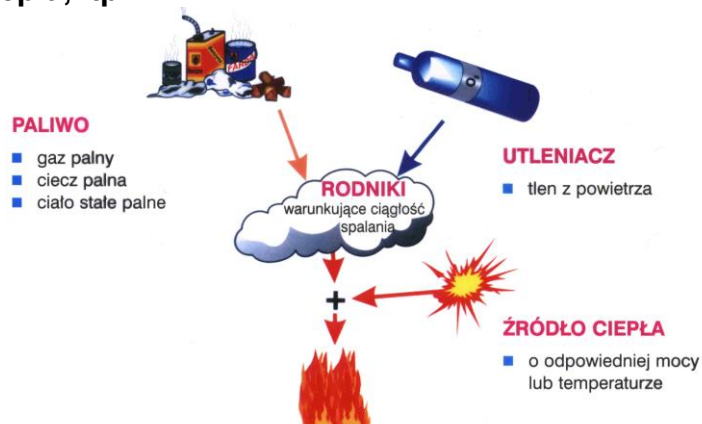 PALIWO
gaz palny
ciecz palna
ciało stałe palne
FARBA
O
UTLENIACZ
tlen z powietrza
RODNIKI
warunkujące ciągłość
spalania
+
ŹRÓDŁO CIEPŁA
o odpowiedniej mocy
lub temperaturze